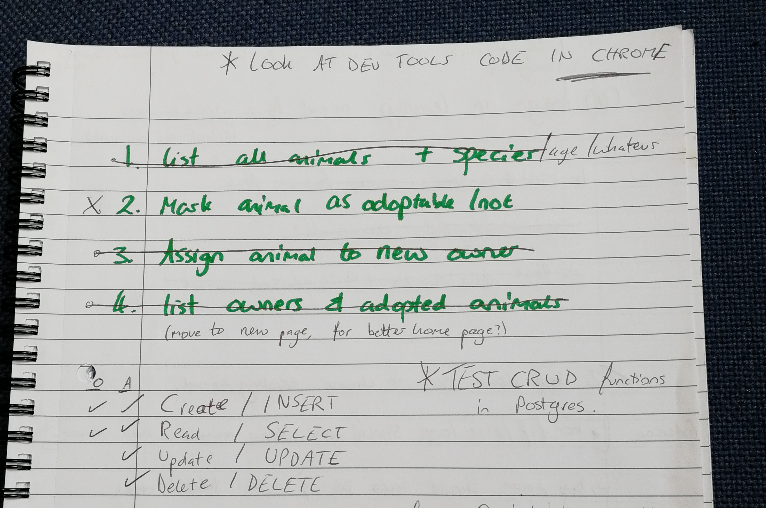 * LOOK AT DEV TOOLS CODE IN CHROME
1. List all animals + species/age/whatevs
X 2. Mark animal as adoptable /not
3. Assign animal to new owner
4. List owners & adopted animals
(move to new page, for better home page?)
O A
* TEST CRUD functions
✓ ✓ Create / INSERT
in Postgres.
✓ ✓ Read / SELECT
✓ Update / UPDATE
✓ Delete / DELETE